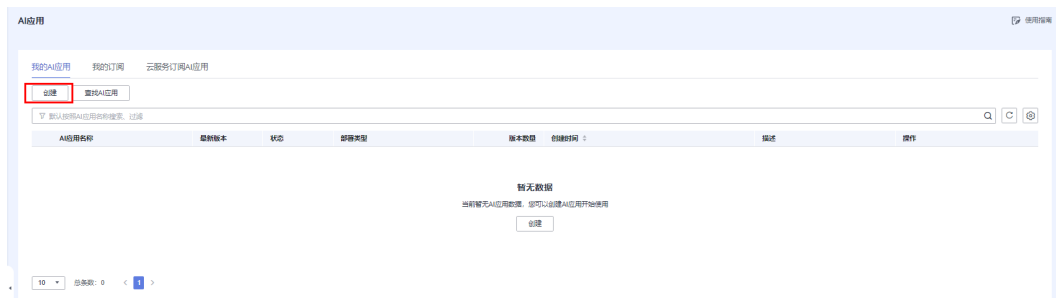 AI应用
使用指南
我的AI应用 我的订阅 云服务订阅AI应用
创建 查找AI应用
默认按照AI应用名称搜索、过滤
AI应用名称 最新版本 状态 部署类型 版本数量 创建时间 描述 操作
暂无数据
当前暂无AI应用数据，您可以创建AI应用开始使用
创建
10 总条数：0 < 1 >